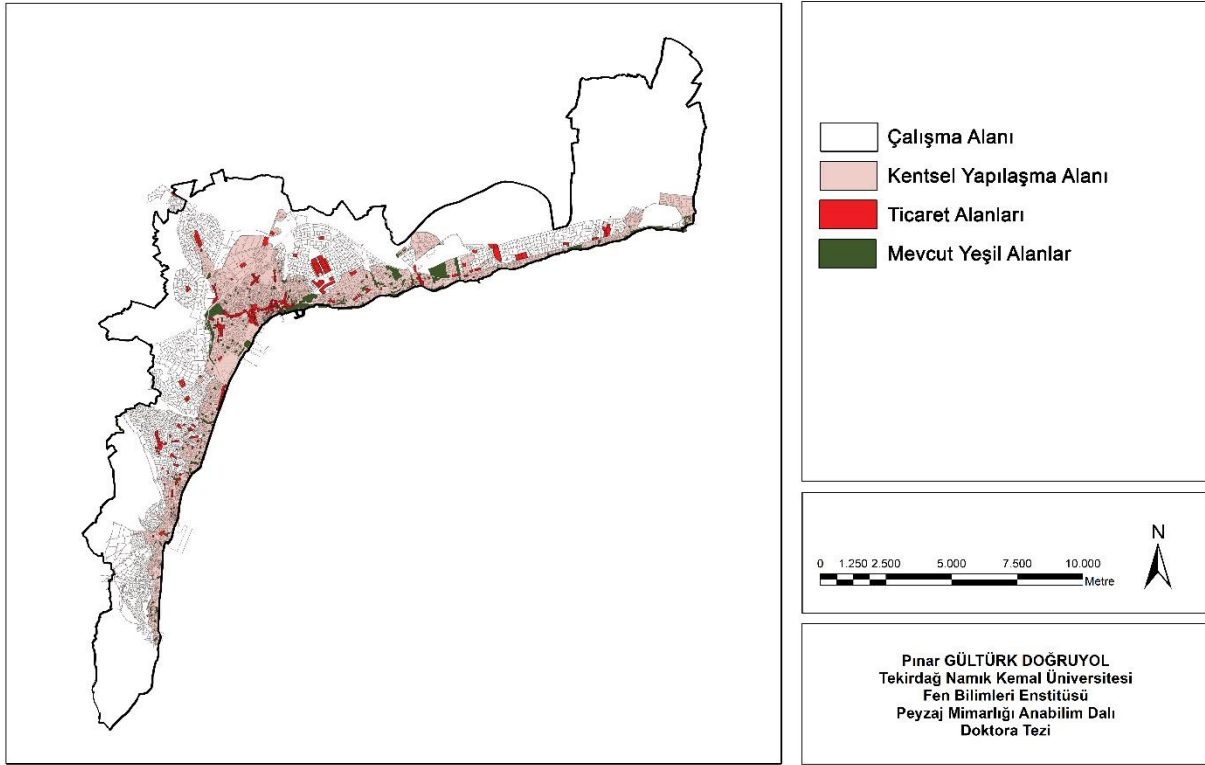 Çalışma Alanı
Kentsel Yapılaşma Alanı
Ticaret Alanları
Mevcut Yeşil Alanlar
N
0 1.250 2.500 5.000 7.500 10.000
Metre
Pınar GÜLTÜRK DOĞRUYOL
Tekirdağ Namık Kemal Üniversitesi
Fen Bilimleri Enstitüsü
Peyzaj Mimarlığı Anabilim Dalı
Doktora Tezi